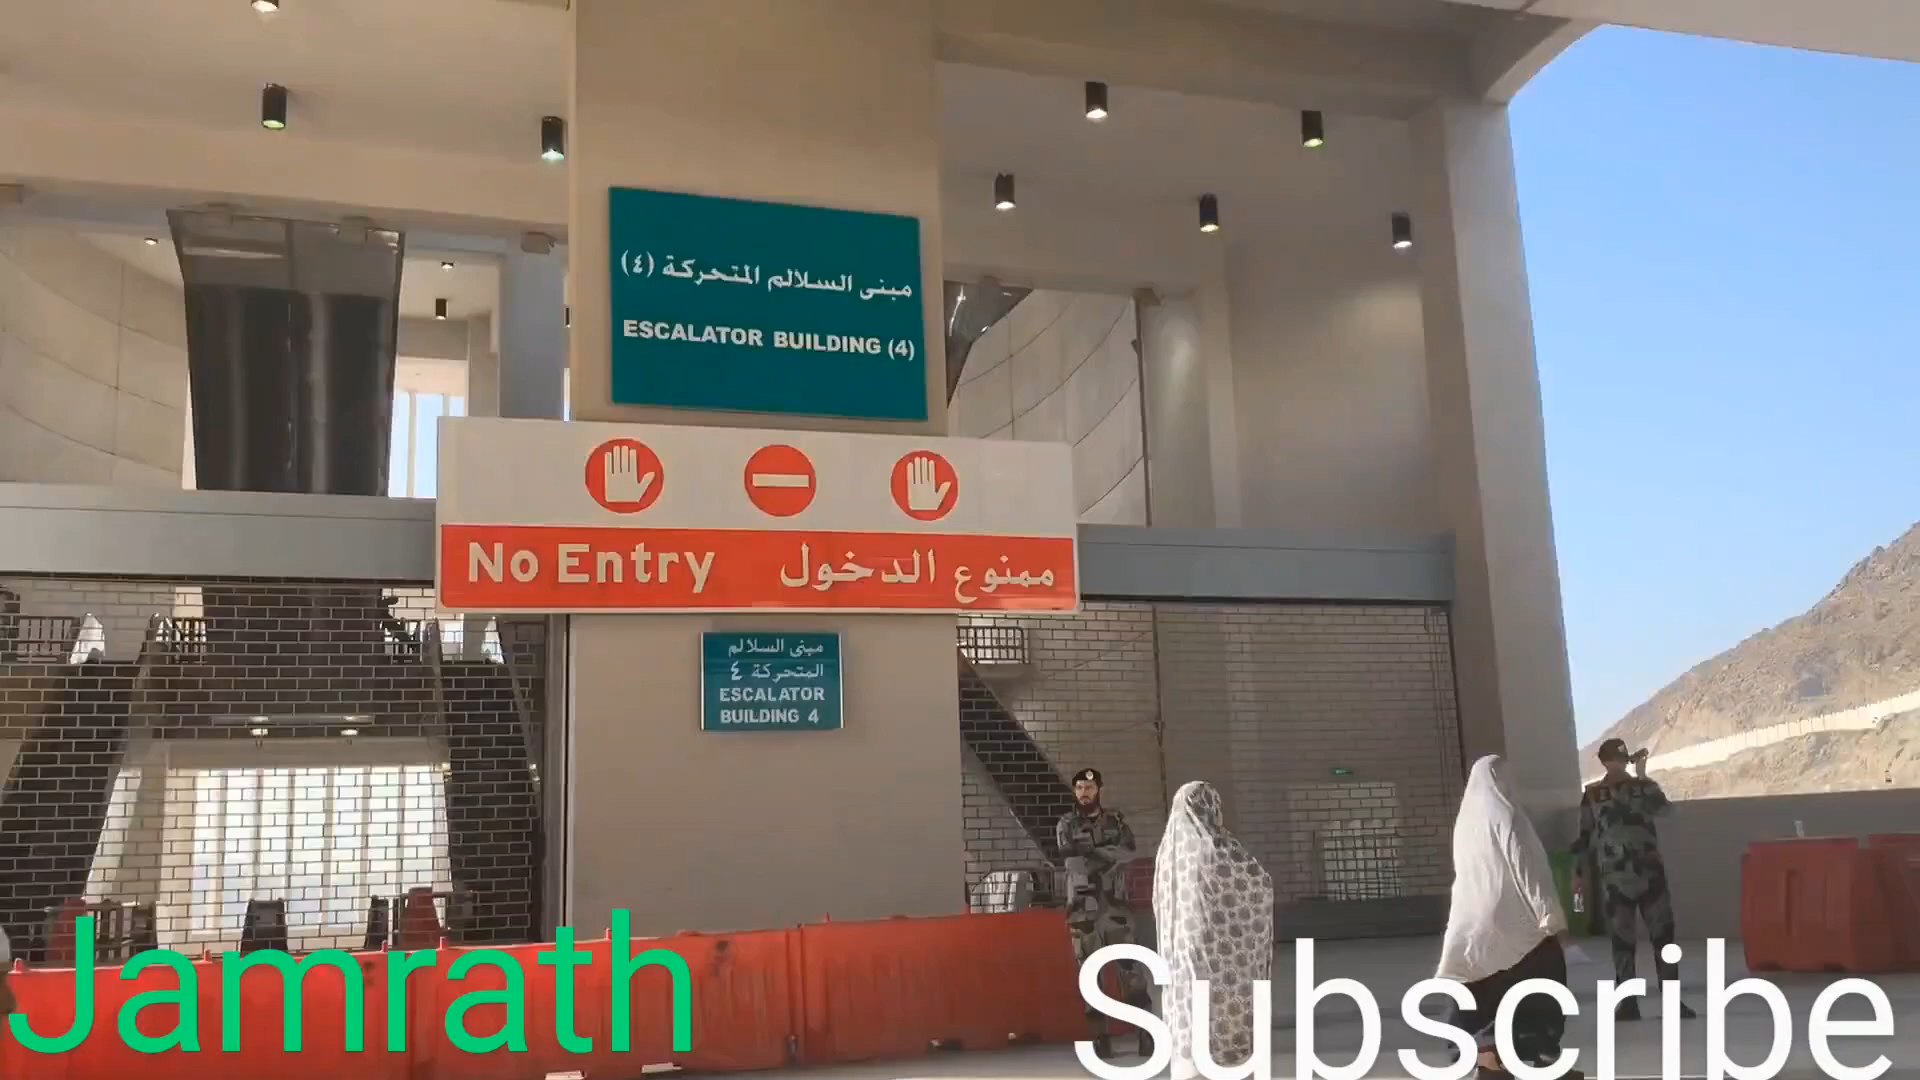 مبنى السلالم المتحركة (٤)
ESCALATOR BUILDING (4)
No Entry ممنوع الدخول
مبنى السلالم
المتحركة ٤
ESCALATOR
BUILDING 4
Jamrath
Subscribe